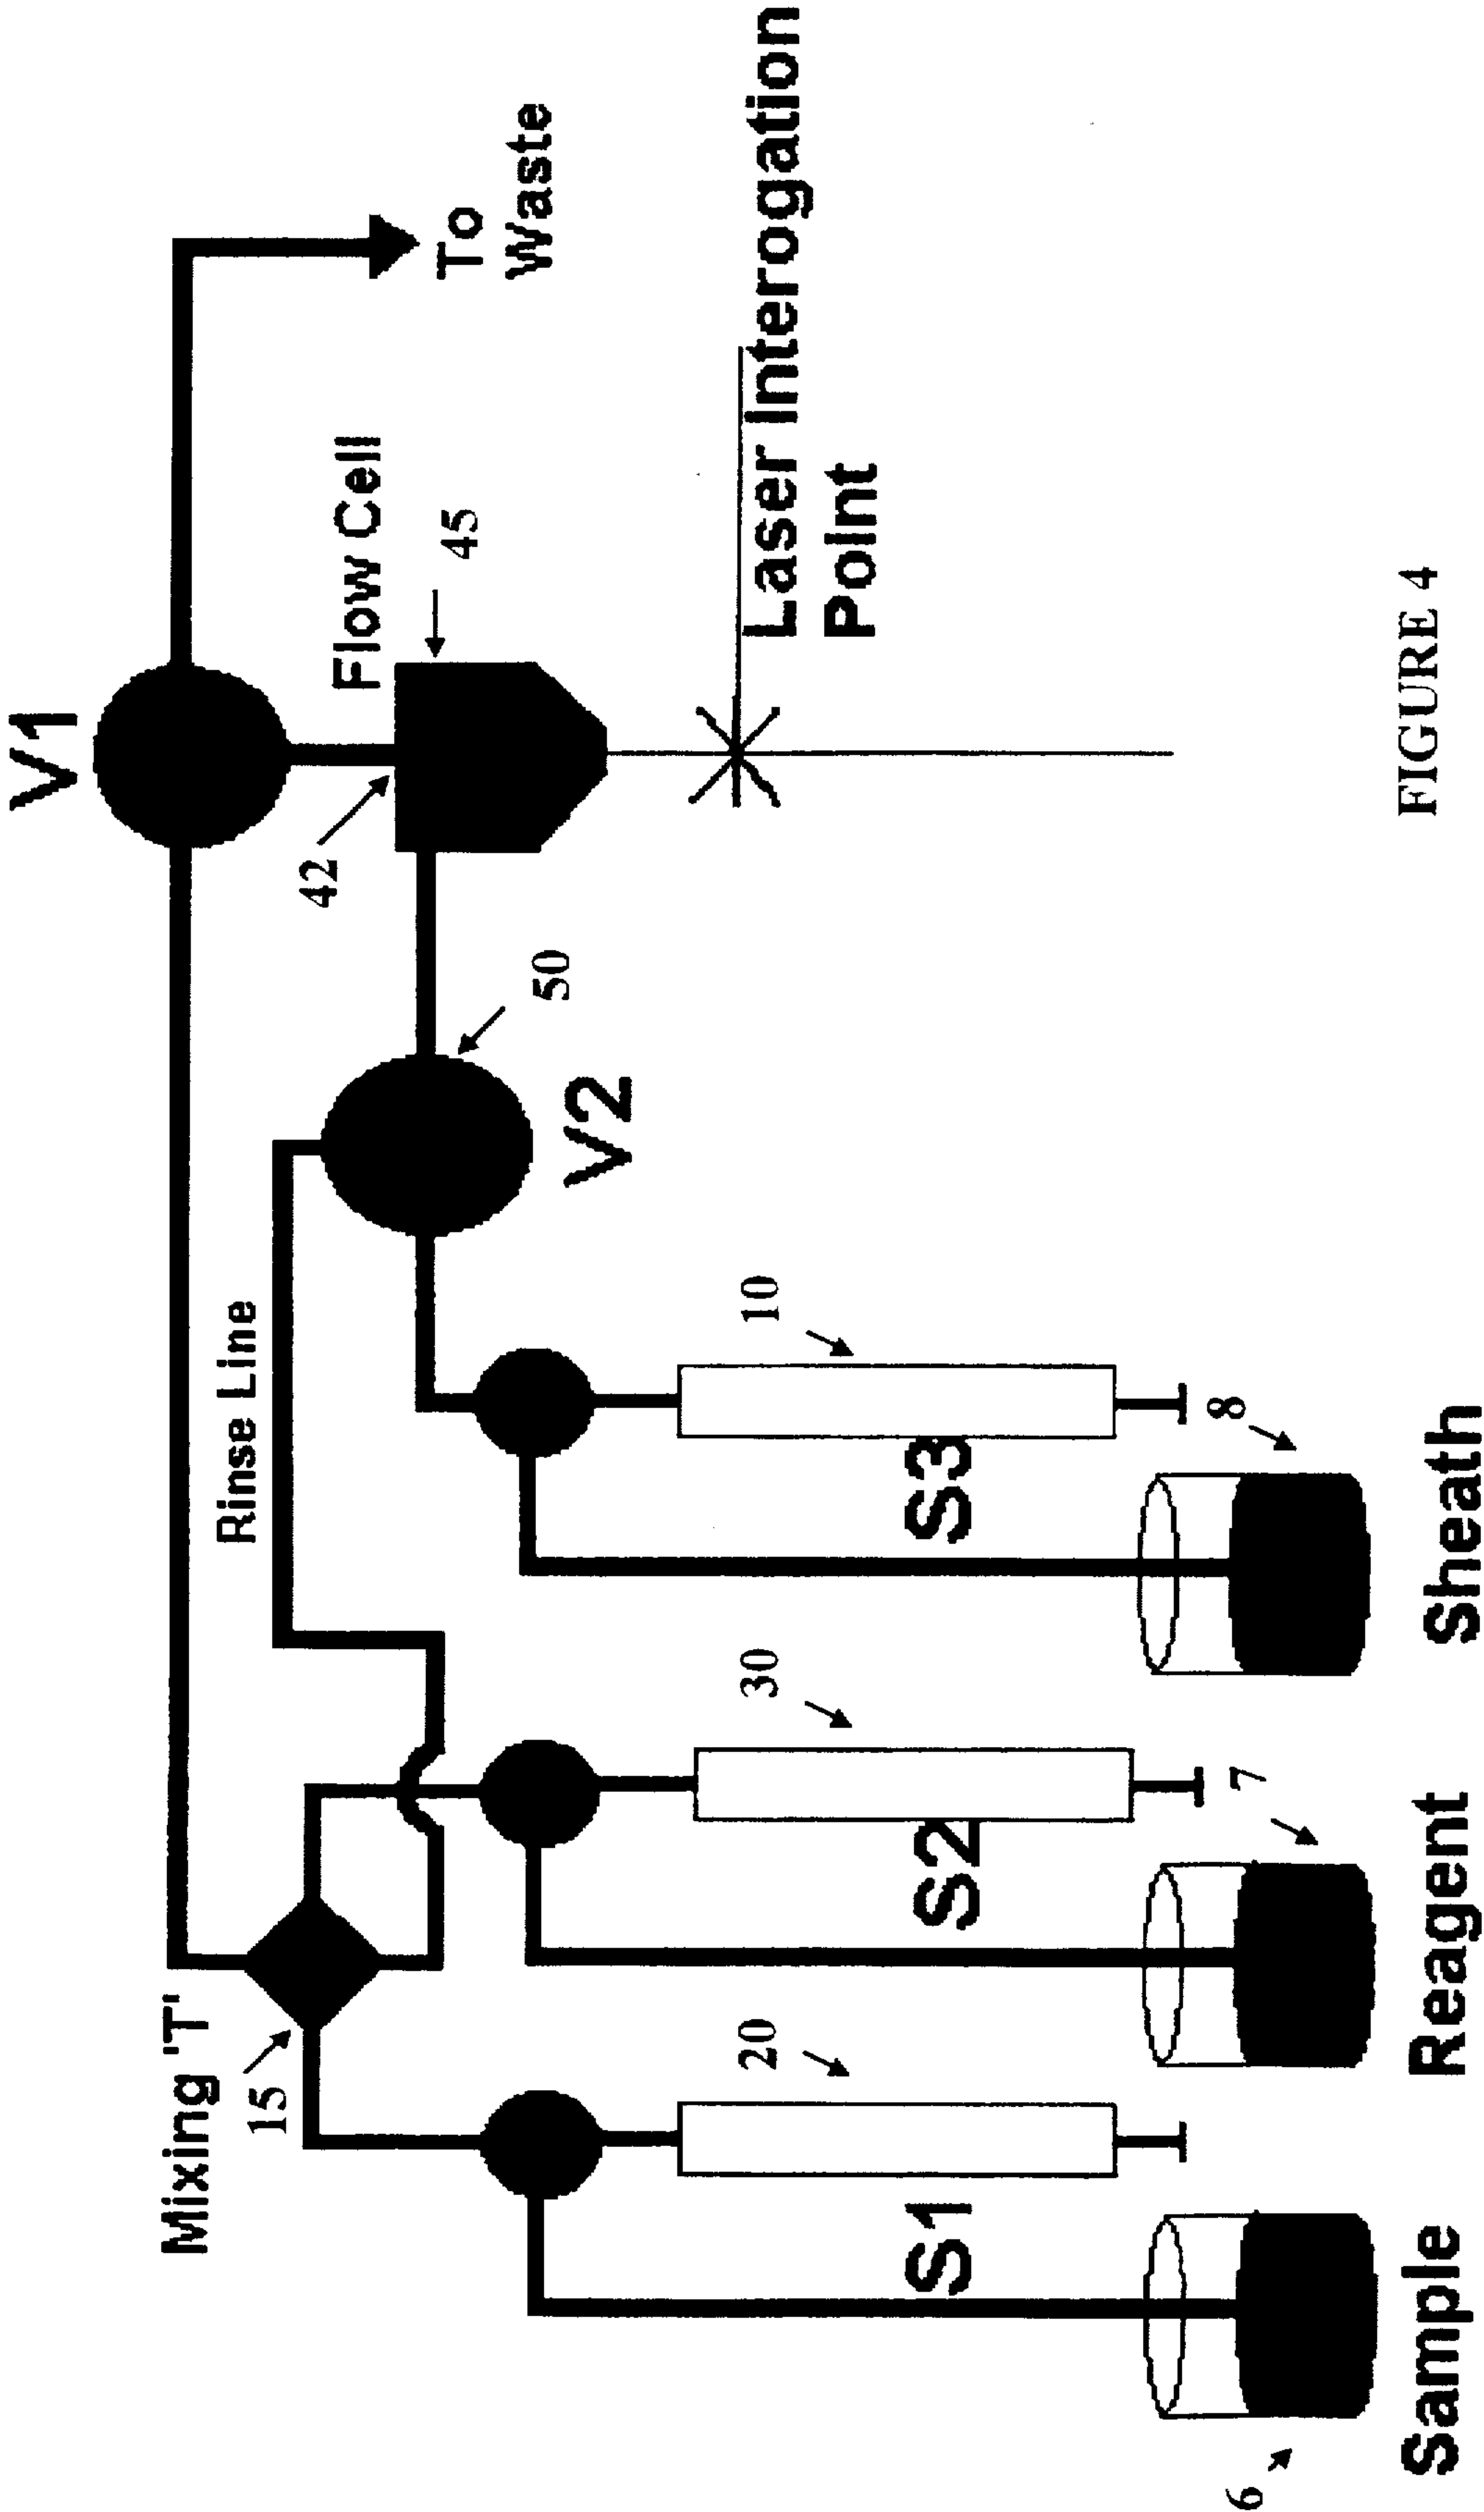 V1
Mixing 'T'
15
Rinse Line
42
Flow Cell
45
To
Waste
50
V2
Laser Interogation
Point
20
30
10
S1
S2
S3
6
7
8
Sample
Reagent
Sheath
FIGURE 4